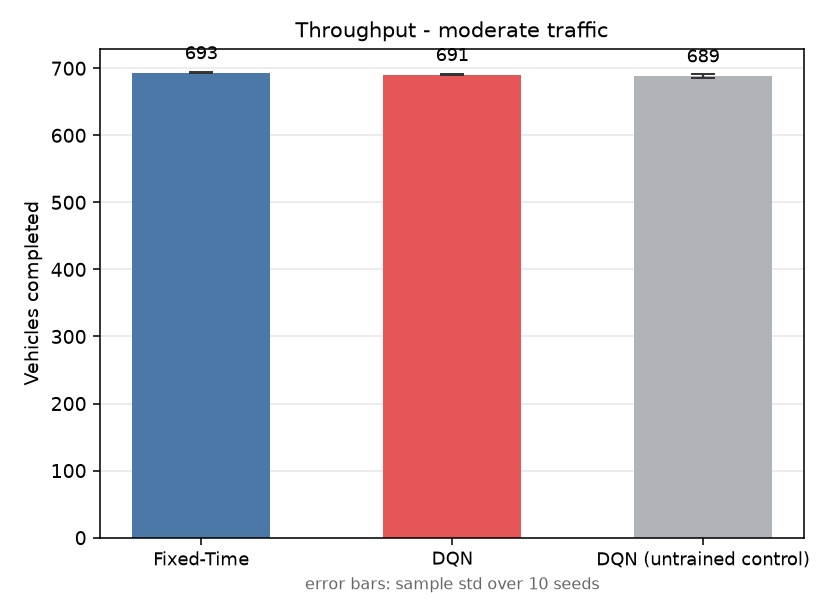 Throughput - moderate traffic
Vehicles completed
700
600
500
400
300
200
100
0
693
691
689
Fixed-Time
DQN
DQN (untrained control)
error bars: sample std over 10 seeds